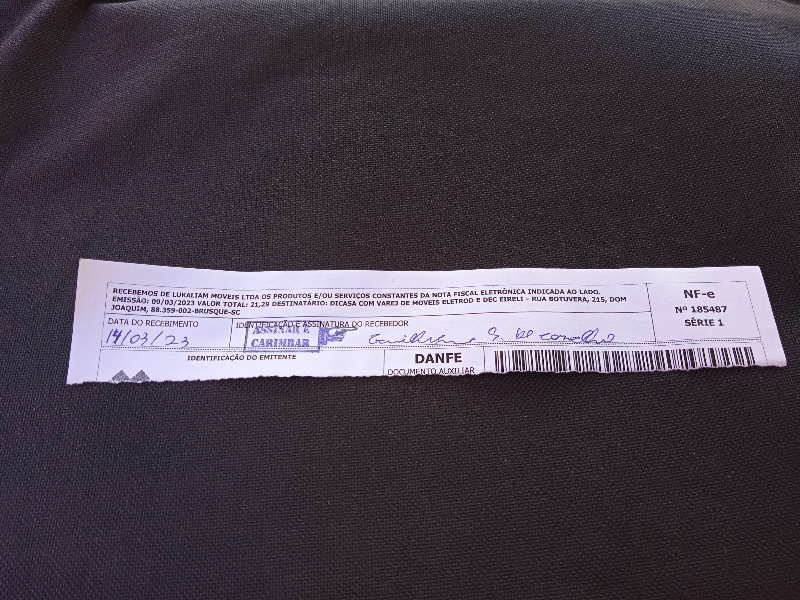 RECEBEMOS DE LUKALIAM MOVEIS LTDA OS PRODUTOS E/OU SERVIÇOS CONSTANTES DA NOTA FISCAL ELETRÔNICA INDICADA AO LADO.
EMISSÃO: 09/03/2023 VALOR TOTAL: 21,29 DESTINATÁRIO: DICASA COM VAREJ DE MOVEIS ELETROD E DEC EIRELI - RUA BOTUVERA, 215, DOM
JOAQUIM, 88.359-002-BRUSQUE-SC
NF-e
Nº 185487
SÉRIE 1
DATA DO RECEBIMENTO
14/03/23
IDENTIFICAÇÃO E ASSINATURA DO RECEBEDOR
ASSINAR E
CARIMBAR
IDENTIFICAÇÃO DO EMITENTE
DANFE
DOCUMENTO AUXILIAR